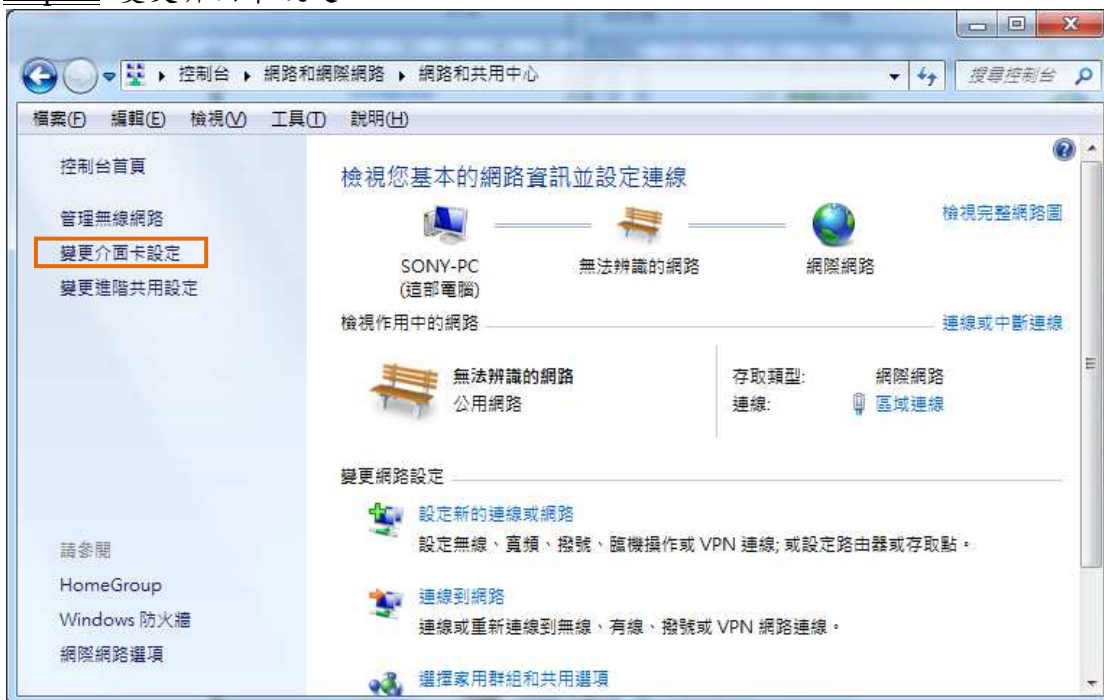 控制台 ▸ 網路和網際網路 ▸ 網路和共用中心
搜尋控制台
檔案(F) 編輯(E) 檢視(V) 工具(T) 說明(H)
控制台首頁
管理無線網路
變更介面卡設定
變更進階共用設定
請參閱
HomeGroup
Windows 防火牆
網際網路選項
檢視您基本的網路資訊並設定連線
檢視完整網路圖
SONY-PC
(這部電腦)
無法辨識的網路
網際網路
檢視作用中的網路
連線或中斷連線
無法辨識的網路
公用網路
存取類型: 網際網路
連線: 區域連線
變更網路設定
設定新的連線或網路
設定無線、寬頻、撥號、臨機操作或 VPN 連線; 或設定路由器或存取點。
連線到網路
連線或重新連線到無線、有線、撥號或 VPN 網路連線。
選擇家用群組和共用選項